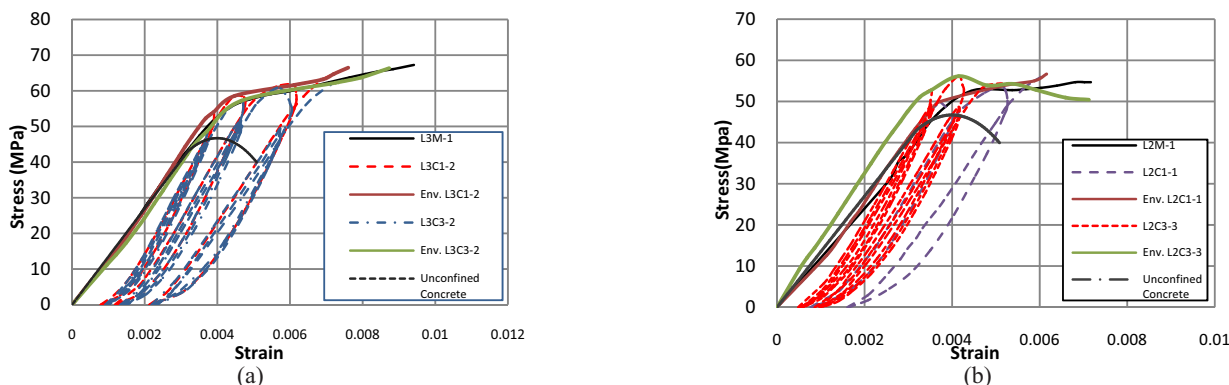 80
70
60
50
40
30
20
10
0
Stress (MPa)
0
0.002
0.004
0.006
0.008
0.01
0.012
Strain
L3M-1
L3C1-2
Env. L3C1-2
L3C3-2
Env. L3C3-2
Unconfined
Concrete
(a)
70
60
50
40
30
20
10
0
Stress(Mpa)
0
0.002
0.004
0.006
0.008
0.01
Strain
L2M-1
L2C1-1
Env. L2C1-1
L2C3-3
Env. L2C3-3
Unconfined
Concrete
(b)